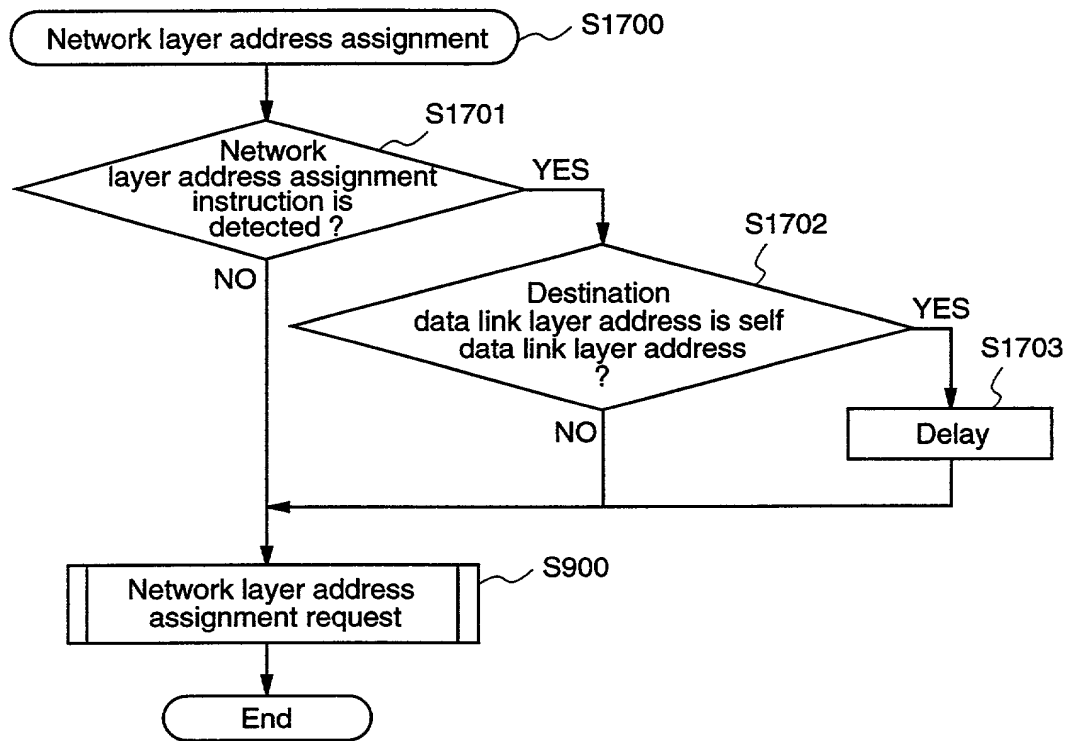 Network layer address assignment
S1700
S1701
Network
layer address assignment
instruction is
detected ?
YES
NO
S1702
Destination
data link layer address is self
data link layer address
?
YES
NO
S1703
Delay
Network layer address
assignment request
S900
End